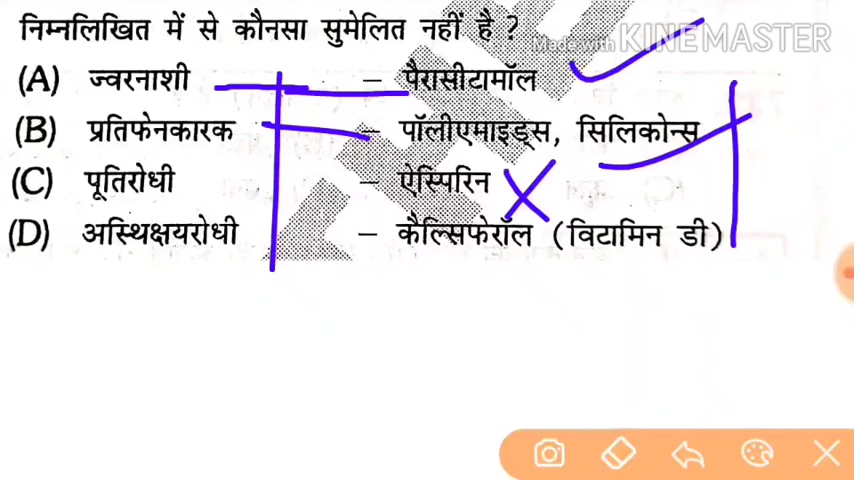 निम्नलिखित में से कौनसा सुमेलित नहीं है ?
Made with KINEMASTER
(A) ज्वरनाशी – पैरासीटामॉल
(B) प्रतिफेनकारक – पॉलीएमाइड्स, सिलिकोन्स
(C) पूतिरोधी – ऐस्पिरिन
(D) अस्थिक्षयरोधी – कैल्सिफेरॉल (विटामिन डी)